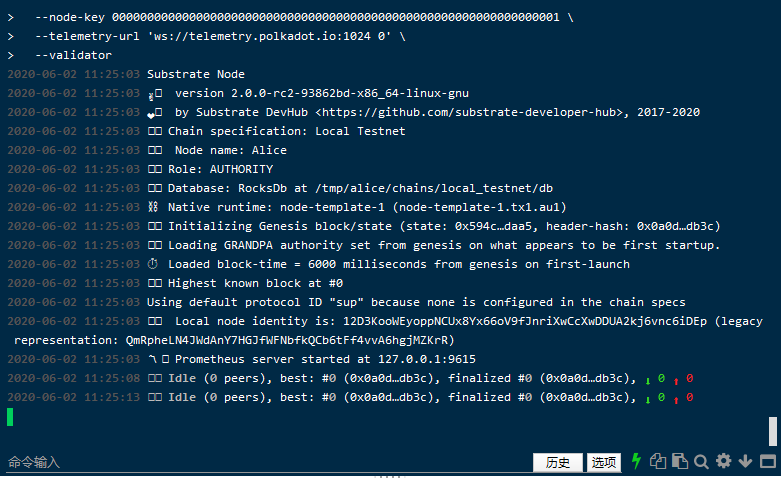 > --node-key 0000000000000000000000000000000000000000000000000000000000000001 \
> --telemetry-url 'ws://telemetry.polkadot.io:1024 0' \
> --validator
2020-06-02 11:25:03 Substrate Node
2020-06-02 11:25:03 ✌️ version 2.0.0-rc2-93862bd-x86_64-linux-gnu
2020-06-02 11:25:03 ❤️ by Substrate DevHub <https://github.com/substrate-developer-hub>, 2017-2020
2020-06-02 11:25:03 Chain specification: Local Testnet
2020-06-02 11:25:03 Node name: Alice
2020-06-02 11:25:03 Role: AUTHORITY
2020-06-02 11:25:03 Database: RocksDb at /tmp/alice/chains/local_testnet/db
2020-06-02 11:25:03 ⛓ Native runtime: node-template-1 (node-template-1.tx1.au1)
2020-06-02 11:25:03 Initializing Genesis block/state (state: 0x594c…daa5, header-hash: 0x0a0d…db3c)
2020-06-02 11:25:03 Loading GRANDPA authority set from genesis on what appears to be first startup.
2020-06-02 11:25:03 ⏱ Loaded block-time = 6000 milliseconds from genesis on first-launch
2020-06-02 11:25:03 Highest known block at #0
2020-06-02 11:25:03 Using default protocol ID "sup" because none is configured in the chain specs
2020-06-02 11:25:03 Local node identity is: 12D3KooWEyoppNCUx8Yx66oV9fJnriXwCcXwDDUA2kj6vnc6iDEp (legacy
representation: QmRpheLN4JWdAnY7HGJfWFNbfkQCb6tFf4vvA6hgjMZKrR)
2020-06-02 11:25:03 〽️ Prometheus server started at 127.0.0.1:9615
2020-06-02 11:25:08 Idle (0 peers), best: #0 (0x0a0d…db3c), finalized #0 (0x0a0d…db3c), ⬇ 0 ⬆ 0
2020-06-02 11:25:13 Idle (0 peers), best: #0 (0x0a0d…db3c), finalized #0 (0x0a0d…db3c), ⬇ 0 ⬆ 0
命令输入 历史 选项